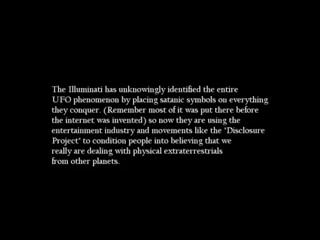 The Illuminati has unknowingly identified the entire
UFO phenomenon by placing satanic symbols on everything
they conquer. (Remember most of it was put there before
the internet was invented) so now they are using the
entertainment industry and movements like the 'Disclosure
Project' to condition people into believing that we
really are dealing with physical extraterrestrials
from other planets.